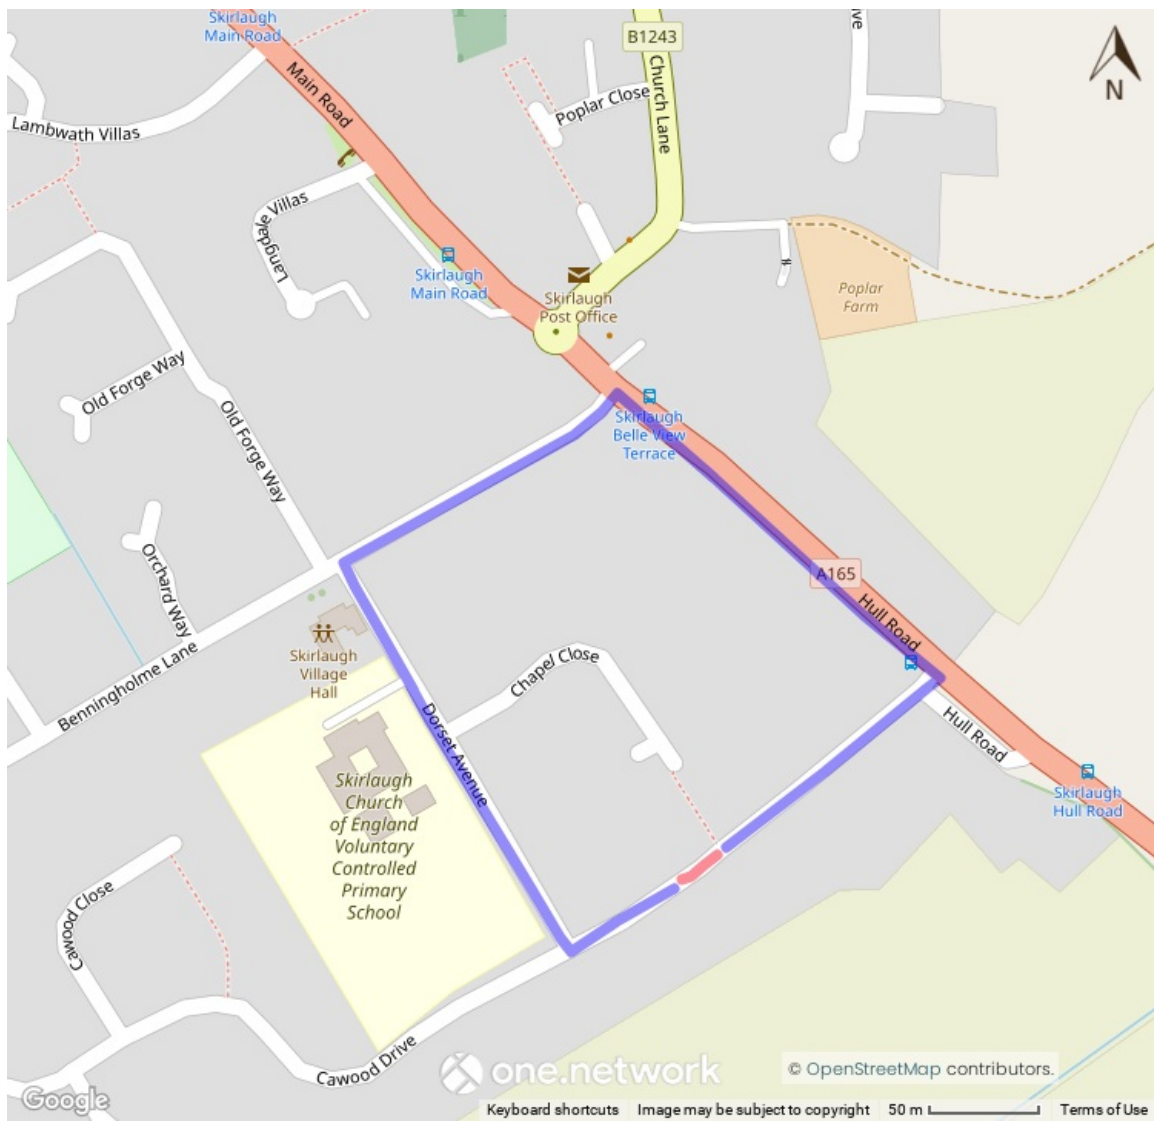 Skirlaugh
Main Road
B1243
ive
Main Road
Church Lane
N
Poplar Close
Lambwath Villas
Langdale Villas
Skirlaugh
Main Road
Skirlaugh
Post Office
Poplar
Farm
Old Forge Way
Old Forge Way
Skirlaugh
Belle View
Terrace
Orchard Way
A165
Hull Road
Skirlaugh
Village
Hall
Benningholme Lane
Chapel Close
Dorset Avenue
Hull Road
Skirlaugh
Hull Road
Skirlaugh
Church
of England
Voluntary
Controlled
Primary
School
Cawood Close
Cawood Drive
one.network
© OpenStreetMap contributors.
Google
Keyboard shortcuts
Image may be subject to copyright
50 m
Terms of Use